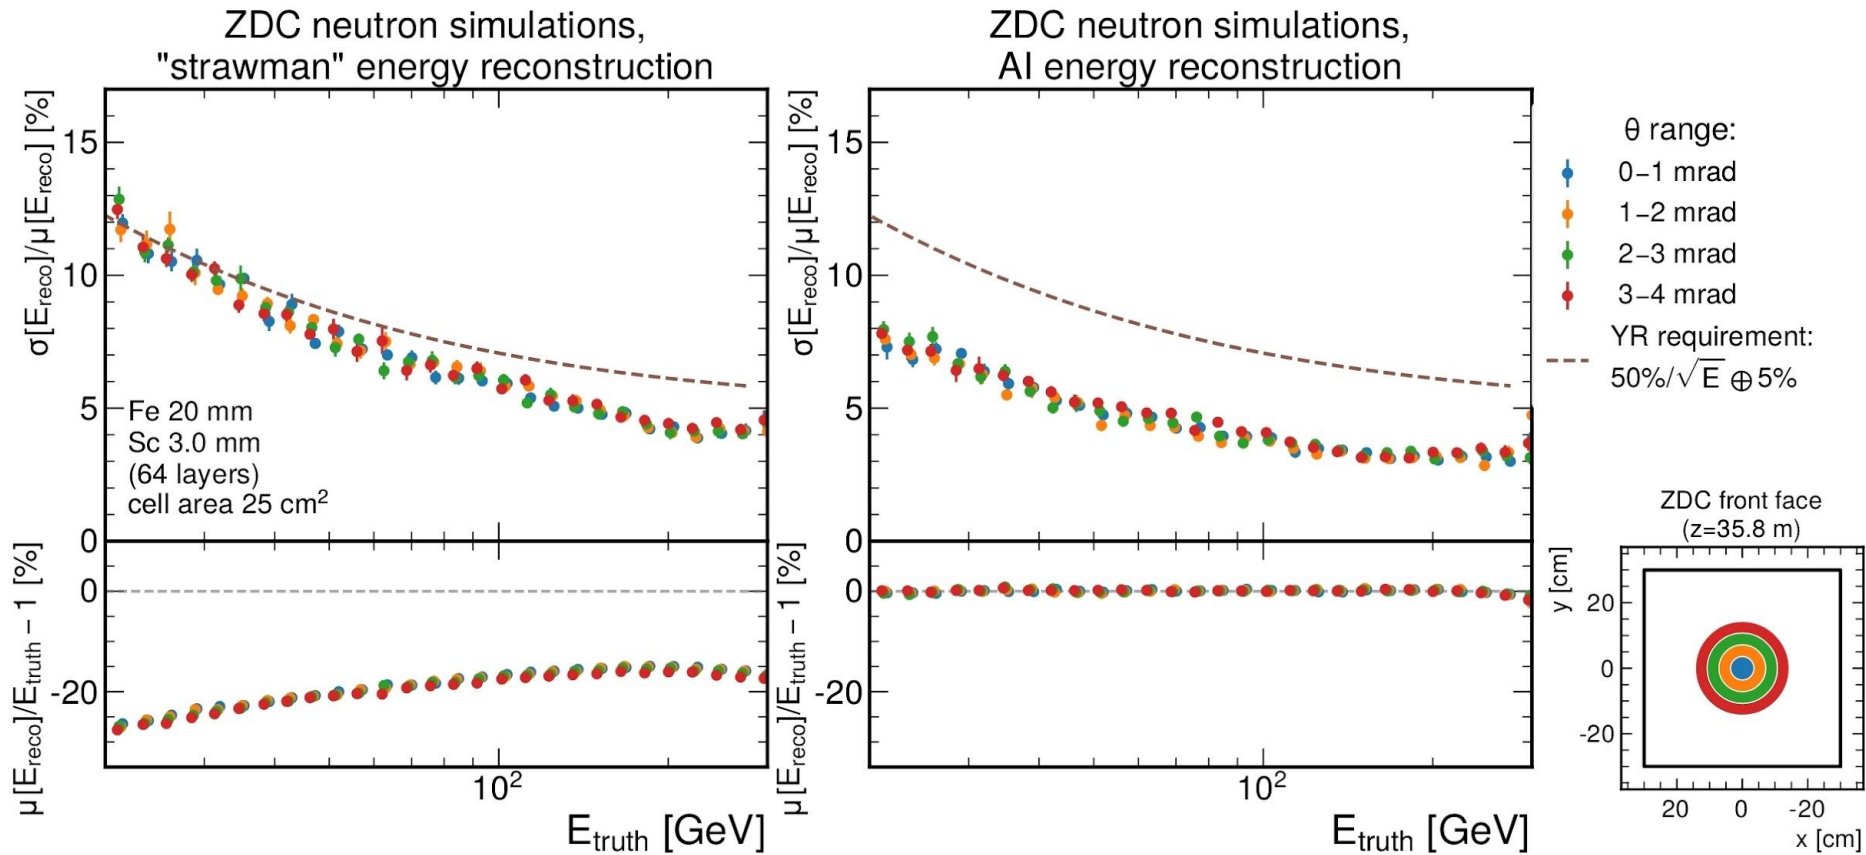 ZDC neutron simulations,
"strawman" energy reconstruction
σ[E_reco]/μ[E_reco] [%]
15
10
5
0
Fe 20 mm
Sc 3.0 mm
(64 layers)
cell area 25 cm²
μ[E_reco]/E_truth − 1 [%]
0
-20
10²
E_truth [GeV]
ZDC neutron simulations,
AI energy reconstruction
σ[E_reco]/μ[E_reco] [%]
15
10
5
0
μ[E_reco]/E_truth − 1 [%]
0
-20
10²
E_truth [GeV]
θ range:
0−1 mrad
1−2 mrad
2−3 mrad
3−4 mrad
YR requirement:
50%/√E ⊕5%
ZDC front face
(z=35.8 m)
y [cm]
20
0
-20
20 0 -20
x [cm]